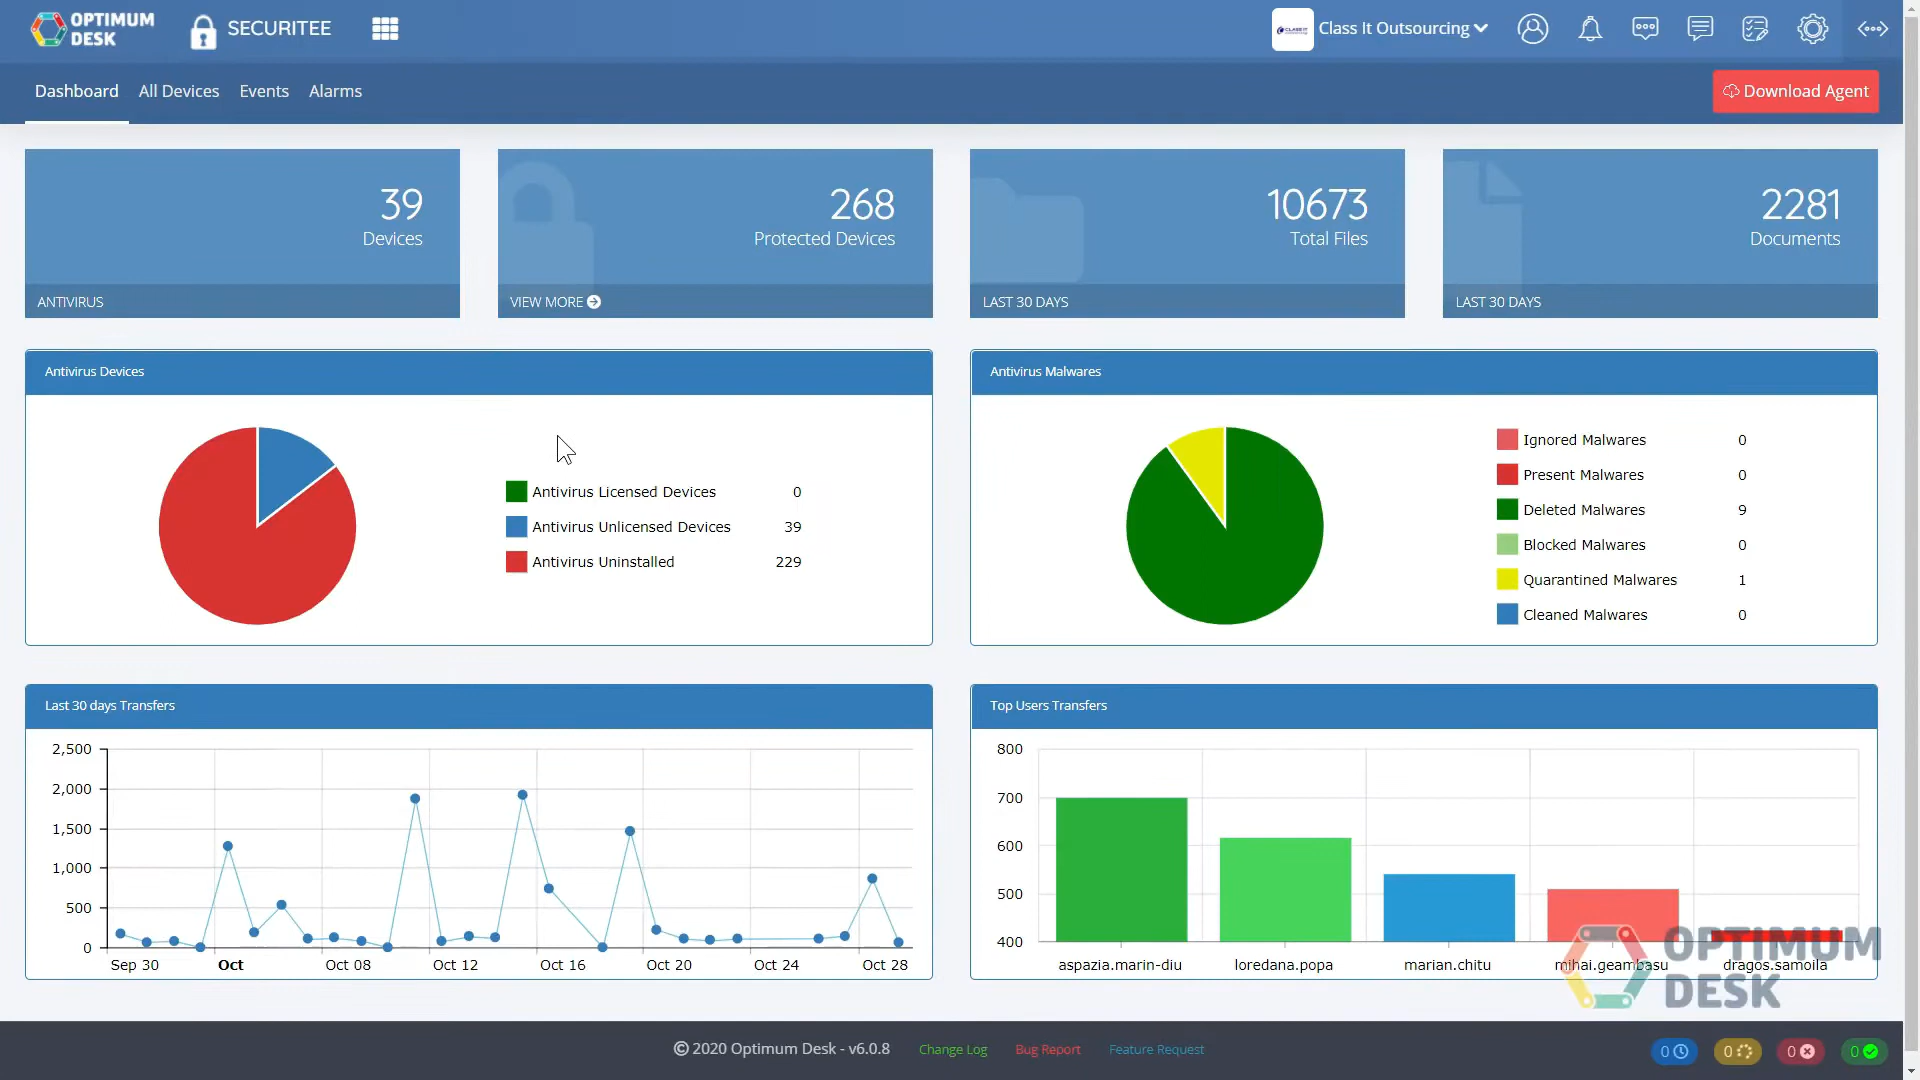 OPTIMUM
DESK
SECURITEE
CLASS IT
Class It Outsourcing
Dashboard
All Devices
Events
Alarms
Download Agent
39
Devices
ANTIVIRUS
268
Protected Devices
VIEW MORE
10673
Total Files
LAST 30 DAYS
2281
Documents
LAST 30 DAYS
Antivirus Devices
Antivirus Licensed Devices 0
Antivirus Unlicensed Devices 39
Antivirus Uninstalled 229
Antivirus Malwares
Ignored Malwares 0
Present Malwares 0
Deleted Malwares 9
Blocked Malwares 0
Quarantined Malwares 1
Cleaned Malwares 0
Last 30 days Transfers
2,500
2,000
1,500
1,000
500
0
Sep 30 Oct Oct 08 Oct 12 Oct 16 Oct 20 Oct 24 Oct 28
Top Users Transfers
800
700
600
500
400
aspazia.marin-diu loredana.popa marian.chitu mihai.geambasu dragos.samoila
OPTIMUM
DESK
© 2020 Optimum Desk - v6.0.8 Change Log Bug Report Feature Request
0 0 0 0